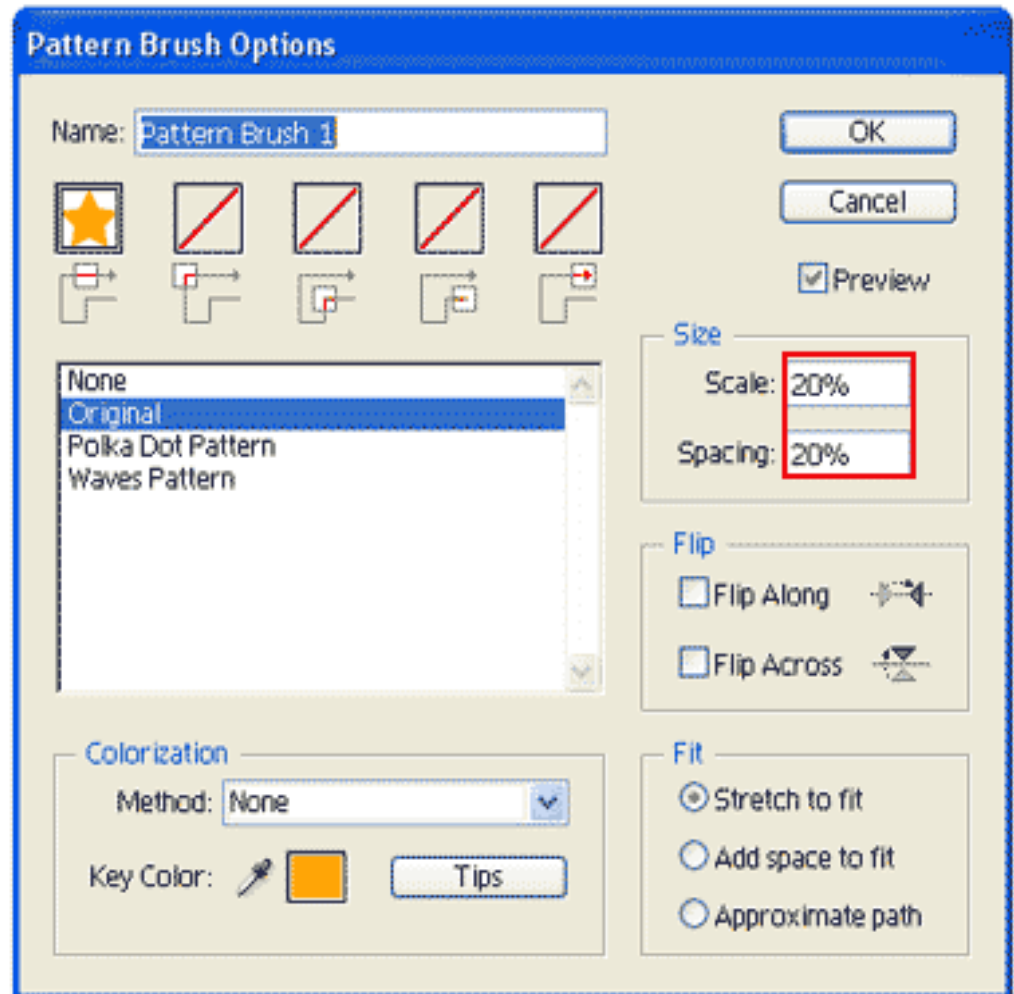 Pattern Brush Options
Name: Pattern Brush 1
OK
Cancel
Preview
None
Original
Polka Dot Pattern
Waves Pattern
Size
Scale: 20%
Spacing: 20%
Flip
Flip Along
Flip Across
Colorization
Method: None
Key Color:
Tips
Fit
Stretch to fit
Add space to fit
Approximate path